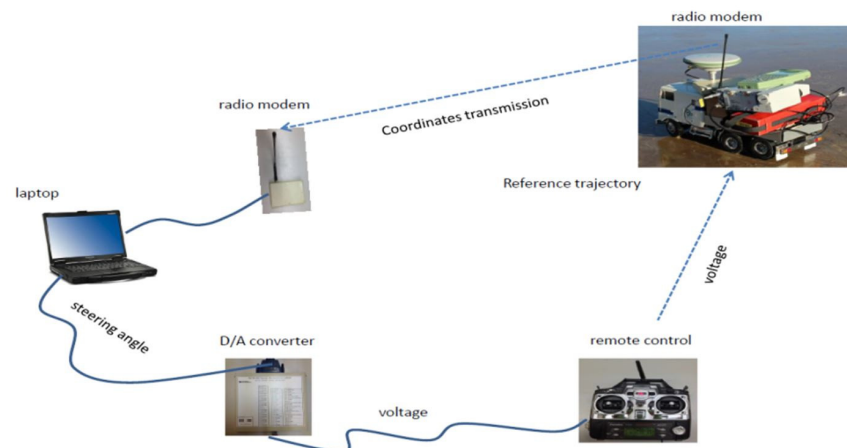 radio modem
radio modem
Coordinates transmission
laptop
Reference trajectory
voltage
steering angle
D/A converter
remote control
voltage